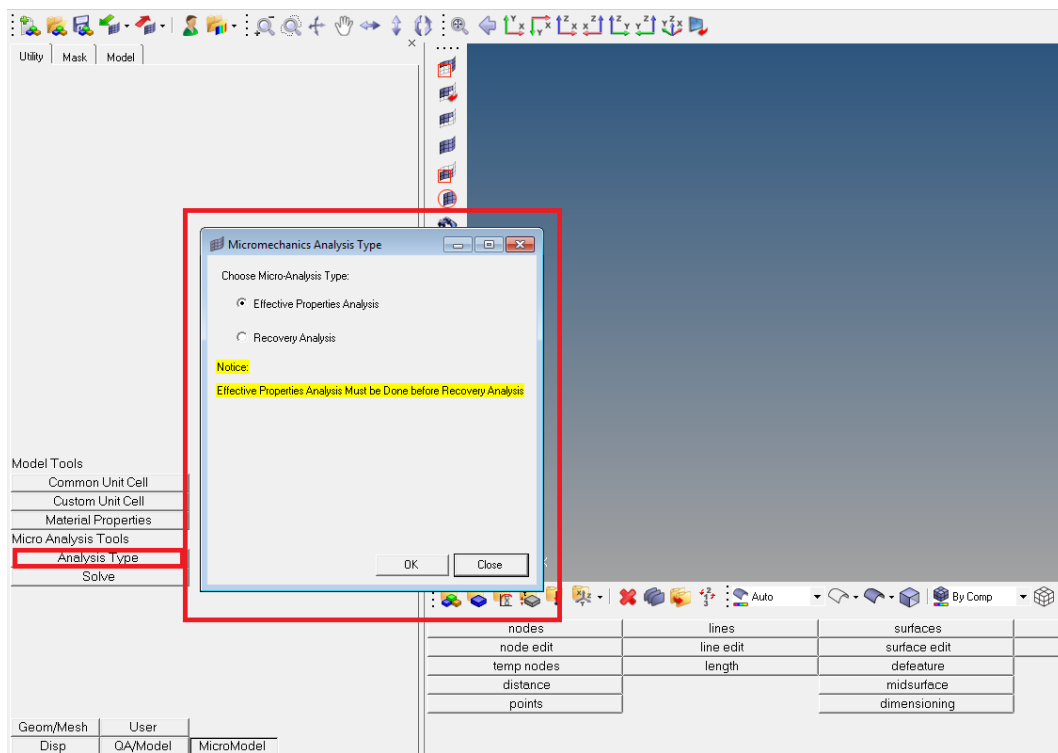 Utility Mask Model
Micromechanics Analysis Type
Choose Micro-Analysis Type:
Effective Properties Analysis
Recovery Analysis
Notice:
Effective Properties Analysis Must be Done before Recovery Analysis
OK Close
Model Tools
Common Unit Cell
Custom Unit Cell
Material Properties
Micro Analysis Tools
Analysis Type
Solve
Auto By Comp
nodes lines surfaces
node edit line edit surface edit
temp nodes length defeature
distance midsurface
points dimensioning
Geom/Mesh User
Disp QA/Model MicroModel